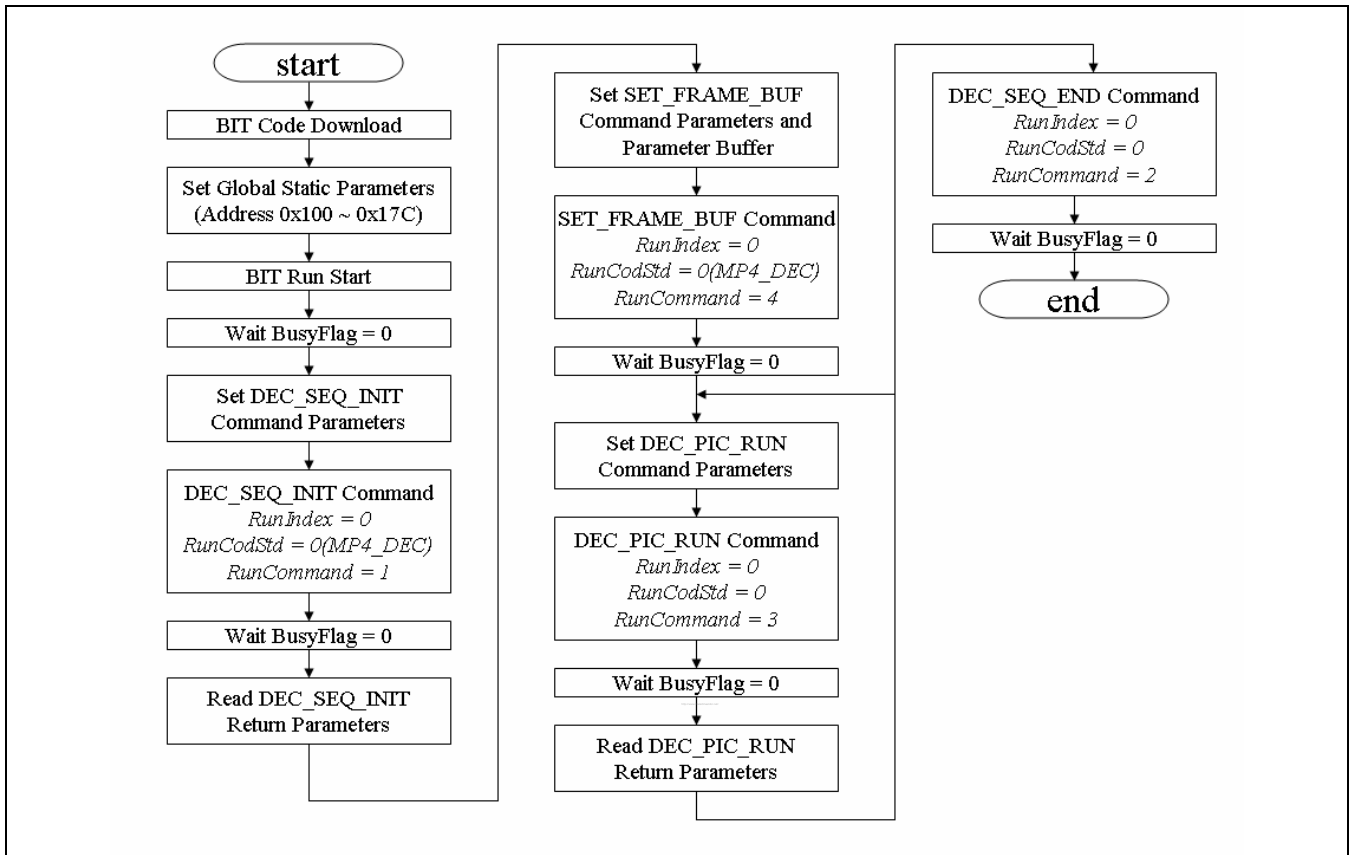 start
BIT Code Download
Set Global Static Parameters
(Address 0x100 ~ 0x17C)
BIT Run Start
Wait BusyFlag = 0
Set DEC_SEQ_INIT
Command Parameters
DEC_SEQ_INIT Command
RunIndex = 0
RunCodStd = 0(MP4_DEC)
RunCommand = 1
Wait BusyFlag = 0
Read DEC_SEQ_INIT
Return Parameters
Set SET_FRAME_BUF
Command Parameters and
Parameter Buffer
SET_FRAME_BUF Command
RunIndex = 0
RunCodStd = 0(MP4_DEC)
RunCommand = 4
Wait BusyFlag = 0
Set DEC_PIC_RUN
Command Parameters
DEC_PIC_RUN Command
RunIndex = 0
RunCodStd = 0
RunCommand = 3
Wait BusyFlag = 0
Read DEC_PIC_RUN
Return Parameters
DEC_SEQ_END Command
RunIndex = 0
RunCodStd = 0
RunCommand = 2
Wait BusyFlag = 0
end